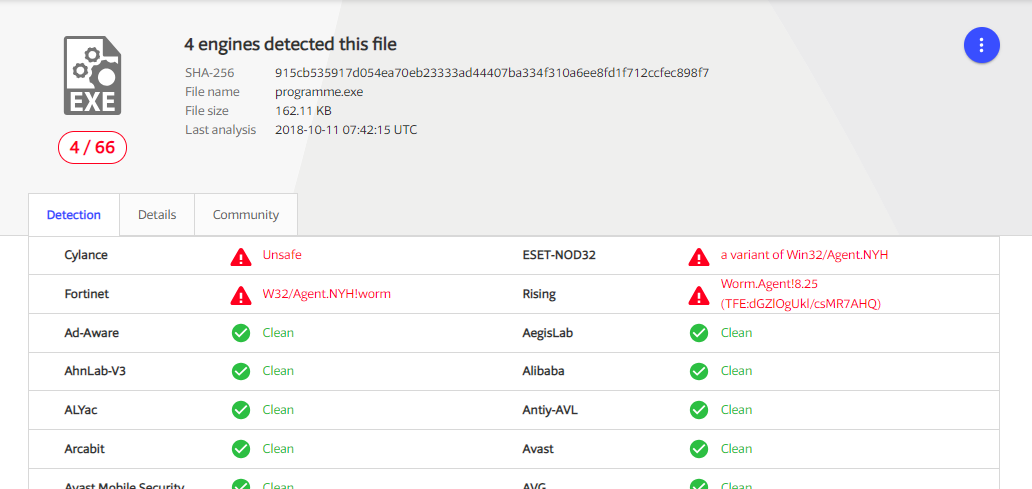 4 engines detected this file
SHA-256 915cb535917d054ea70eb23333ad44407ba334f310a6ee8fd1f712ccfec898f7
File name programme.exe
File size 162.11 KB
Last analysis 2018-10-11 07:42:15 UTC
EXE
4 / 66
Detection Details Community
Cylance Unsafe ESET-NOD32 a variant of Win32/Agent.NYH
Fortinet W32/Agent.NYH!worm Rising Worm.Agent!8.25
(TFE:dGZlOgUkl/csMR7AHQ)
Ad-Aware Clean AegisLab Clean
AhnLab-V3 Clean Alibaba Clean
ALYac Clean Antiy-AVL Clean
Arcabit Clean Avast Clean
Avast Mobile Security Clean AVG Clean